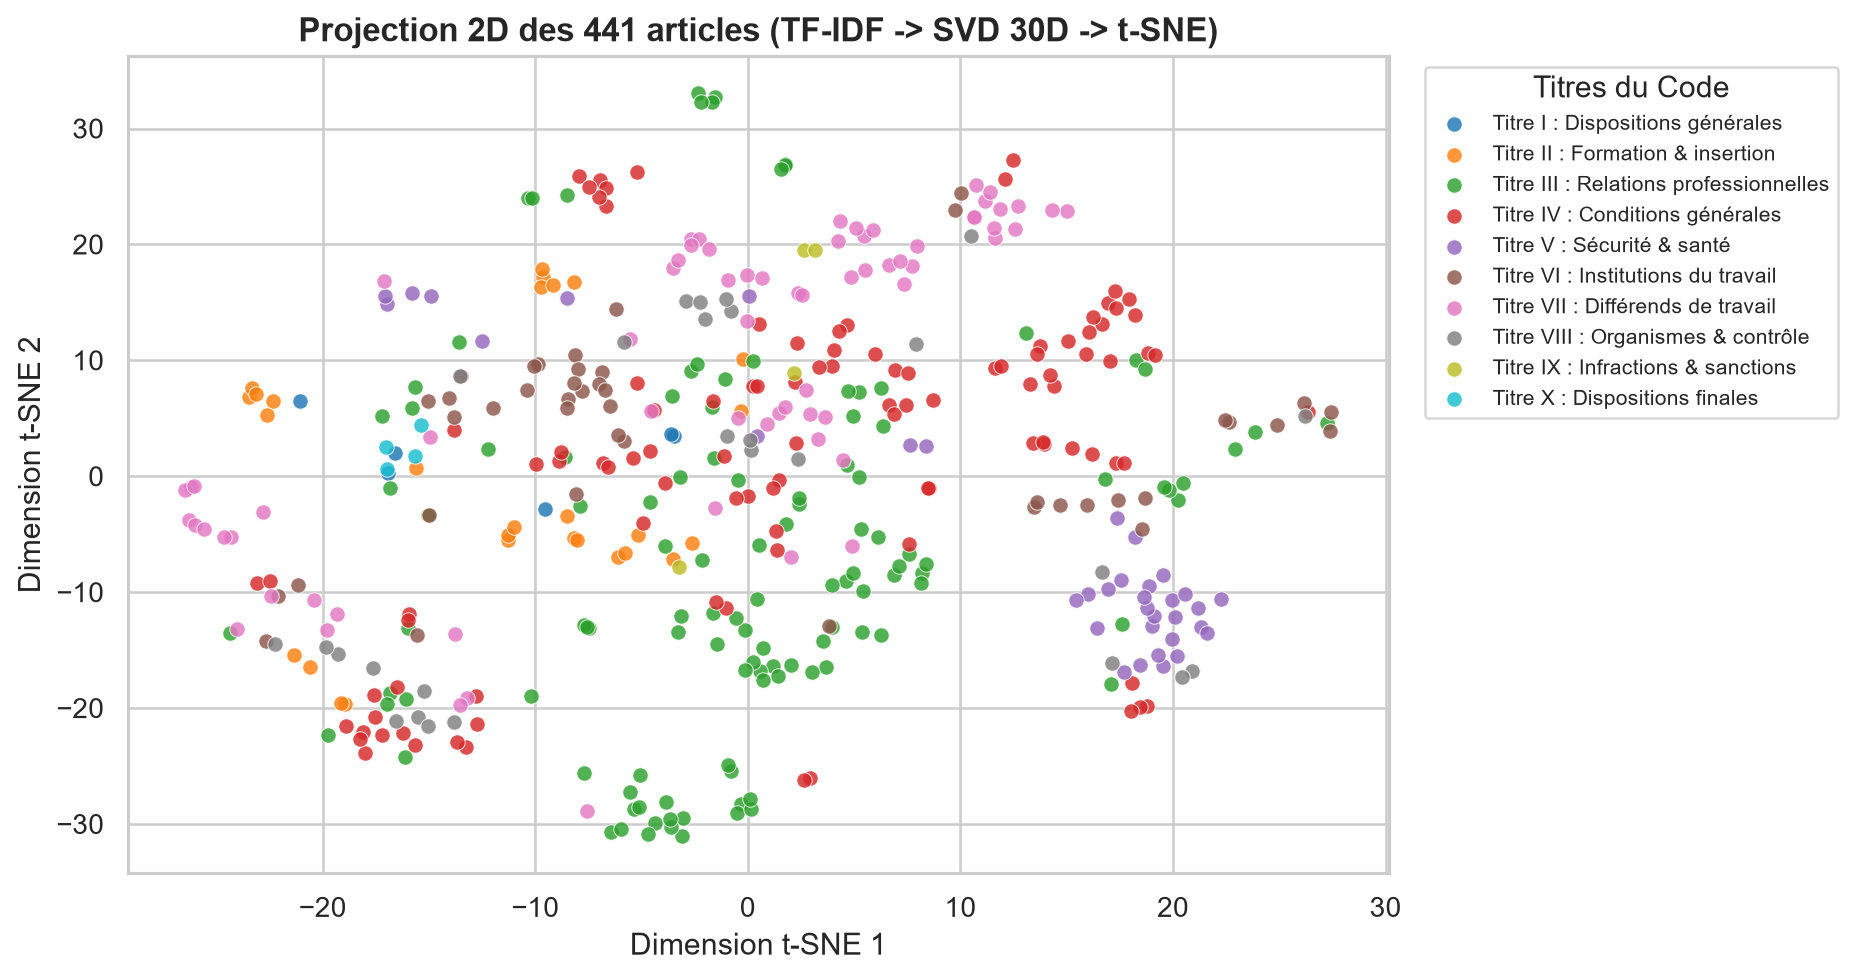 Projection 2D des 441 articles (TF-IDF -> SVD 30D -> t-SNE)
Titres du Code
Titre I : Dispositions générales
Titre II : Formation & insertion
Titre III : Relations professionnelles
Titre IV : Conditions générales
Titre V : Sécurité & santé
Titre VI : Institutions du travail
Titre VII : Différends de travail
Titre VIII : Organismes & contrôle
Titre IX : Infractions & sanctions
Titre X : Dispositions finales
Dimension t-SNE 2
30
20
10
0
−10
−20
−30
−20
−10
0
10
20
30
Dimension t-SNE 1